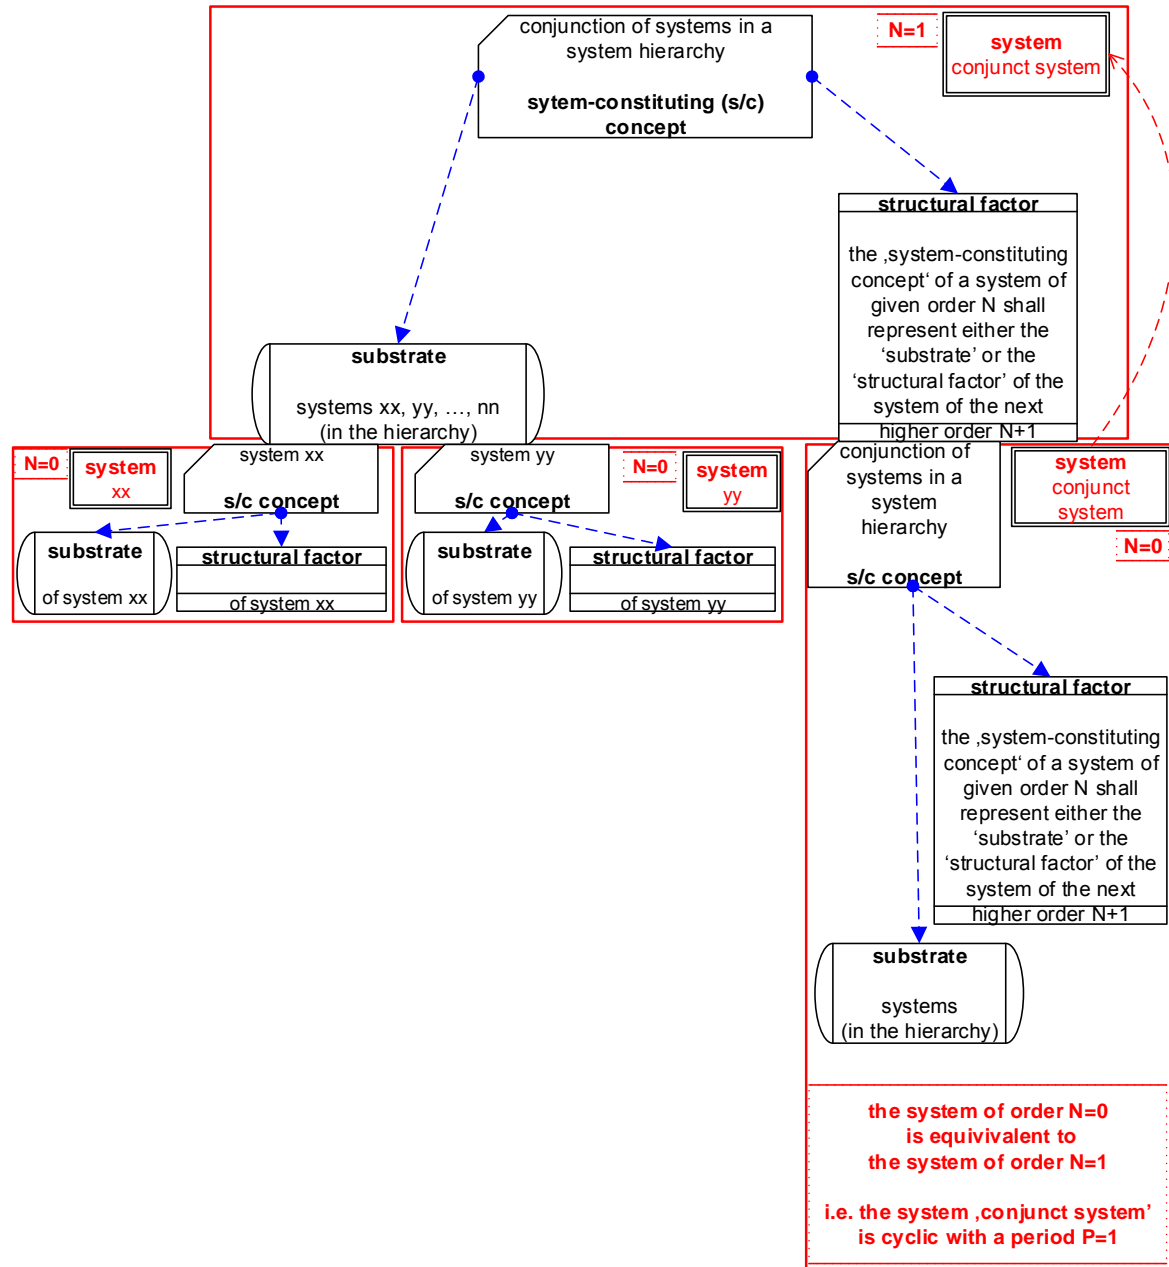 conjunction of systems in a
system hierarchy
sytem-constituting (s/c)
concept
N=1
system
conjunct system
structural factor
the ‚system-constituting
concept‘ of a system of
given order N shall
represent either the
‘substrate’ or the
‘structural factor’ of the
system of the next
higher order N+1
substrate
systems xx, yy, …, nn
(in the hierarchy)
N=0
system
xx
system xx
s/c concept
substrate
of system xx
structural factor
of system xx
system yy
s/c concept
N=0
system
yy
substrate
of system yy
structural factor
of system yy
conjunction of
systems in a
system
hierarchy
s/c concept
system
conjunct
system
N=0
structural factor
the ‚system-constituting
concept‘ of a system of
given order N shall
represent either the
‘substrate’ or the
‘structural factor’ of the
system of the next
higher order N+1
substrate
systems
(in the hierarchy)
the system of order N=0
is equivivalent to
the system of order N=1
i.e. the system ‚conjunct system’
is cyclic with a period P=1